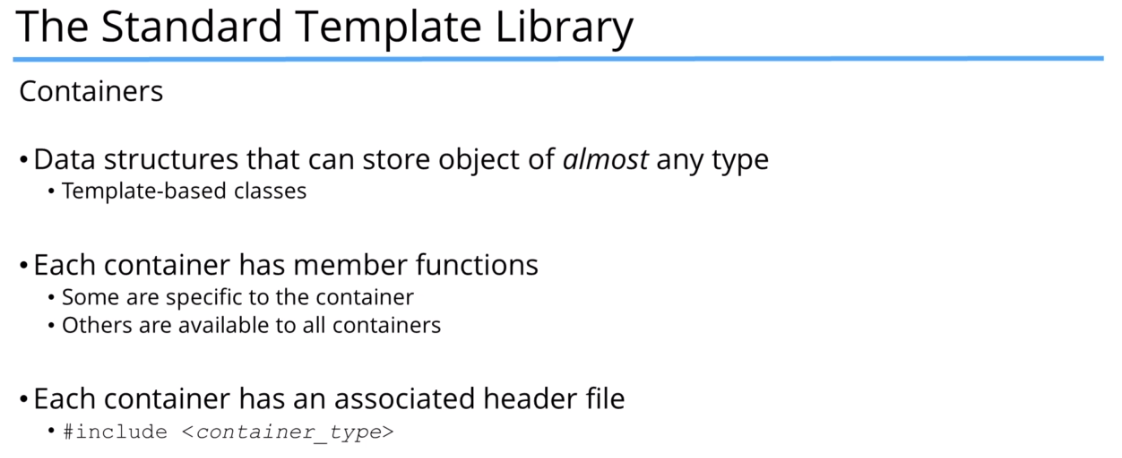 The Standard Template Library
Containers
• Data structures that can store object of almost any type
• Template-based classes
• Each container has member functions
• Some are specific to the container
• Others are available to all containers
• Each container has an associated header file
• #include <container_type>